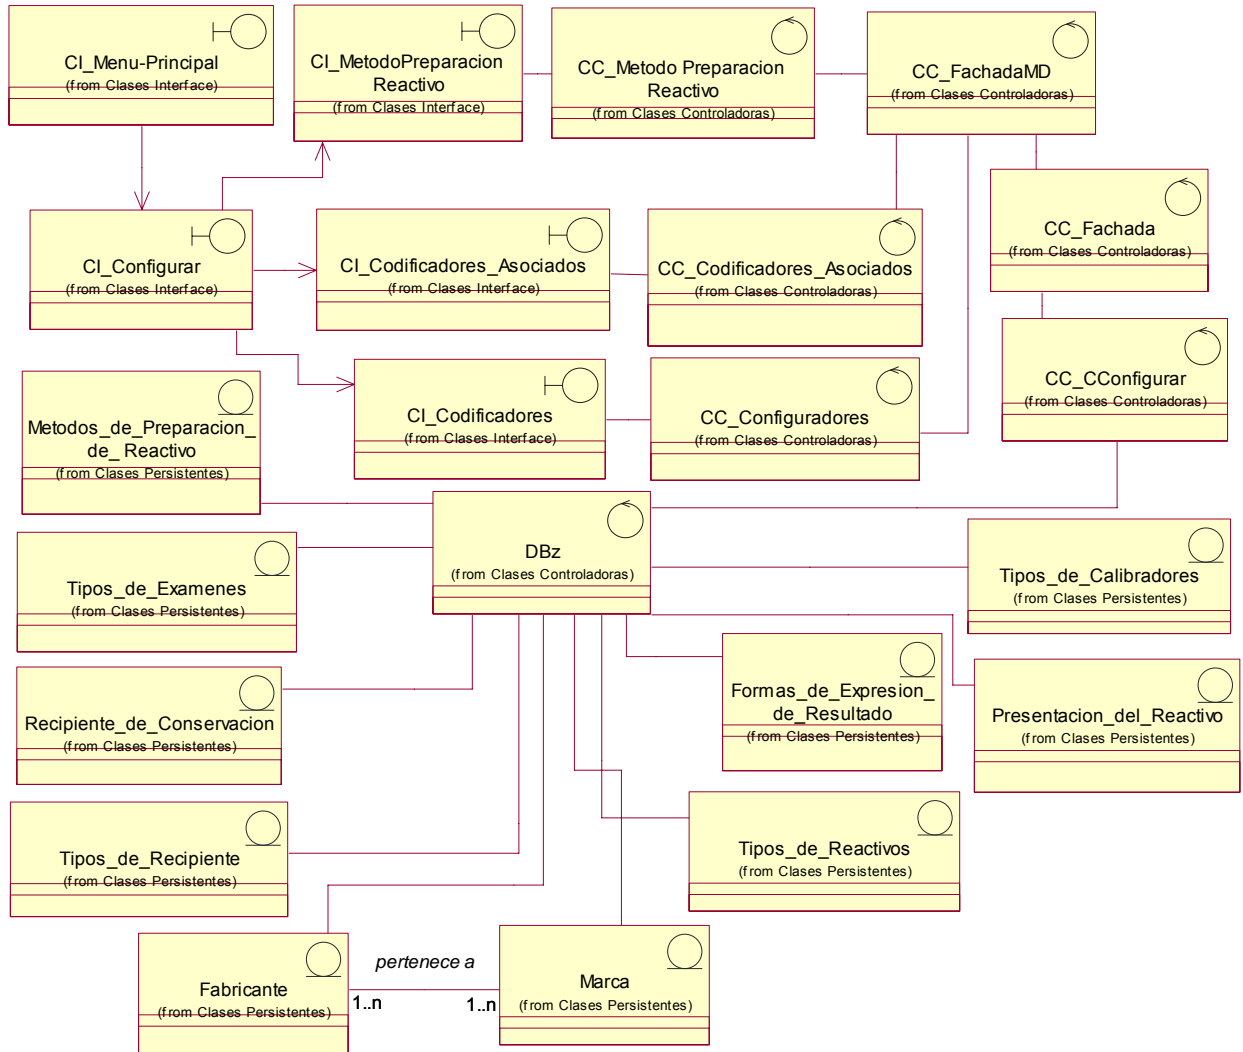 CI_Menu-Principal
(from Clases Interface)
CI_MetodoPreparacion
Reactivo
(from Clases Interface)
CC_Metodo Preparacion
Reactivo
(from Clases Controladoras)
CC_FachadaMD
(from Clases Controladoras)
CI_Configurar
(from Clases Interface)
CI_Codificadores_Asociados
(from Clases Interface)
CC_Codificadores_Asociados
(from Clases Controladoras)
CC_Fachada
(from Clases Controladoras)
CI_Codificadores
(from Clases Interface)
CC_Configuradores
(from Clases Controladoras)
CC_CConfigurar
(from Clases Controladoras)
Metodos_de_Preparacion_
de_ Reactivo
(from Clases Persistentes)
DBz
(from Clases Controladoras)
Tipos_de_Examenes
(from Clases Persistentes)
Tipos_de_Calibradores
(from Clases Persistentes)
Recipiente_de_Conservacion
(from Clases Persistentes)
Formas_de_Expresion_
de_Resultado
(from Clases Persistentes)
Presentacion_del_Reactivo
(from Clases Persistentes)
Tipos_de_Recipiente
(from Clases Persistentes)
Tipos_de_Reactivos
(from Clases Persistentes)
Fabricante
(from Clases Persistentes)
pertenece a
1..n
1..n
Marca
(from Clases Persistentes)